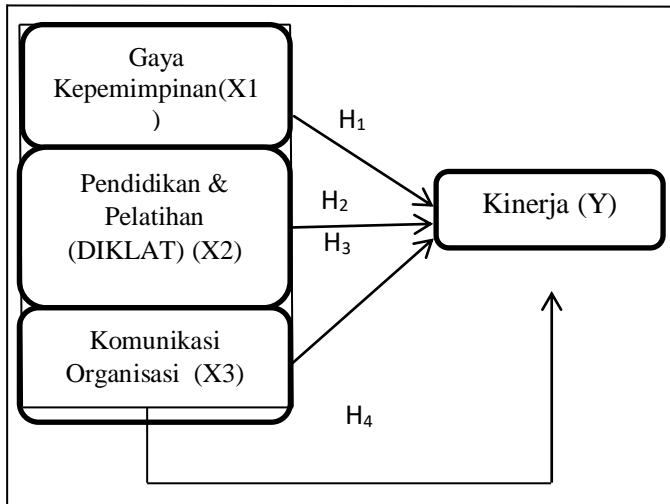 Gaya
Kepemimpinan(X1
)
H₁
Pendidikan &
Pelatihan
(DIKLAT) (X2)
H₂
H₃
Kinerja (Y)
Komunikasi
Organisasi (X3)
H₄